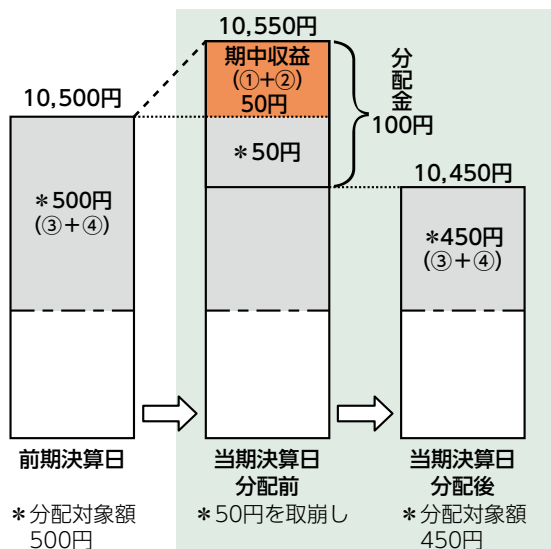 10,550円
期中収益
(①+②)
50円
分配金
100円
10,500円
*50円
10,450円
*500円
(③+④)
*450円
(③+④)
前期決算日
当期決算日
分配前
当期決算日
分配後
*分配対象額
500円
*50円を取崩し
*分配対象額
450円